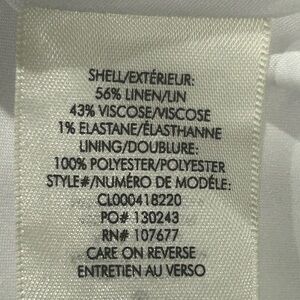 SHELL/EXTÉRIEUR:
56% LINEN/LIN
43% VISCOSE/VISCOSE
1% ELASTANE/ÉLASTHANNE
LINING/DOUBLURE:
100% POLYESTER/POLYESTER
STYLE#/NUMÉRO DE MODÉLE:
CL000418220
PO# 130243
RN# 107677
CARE ON REVERSE
ENTRETIEN AU VERSO